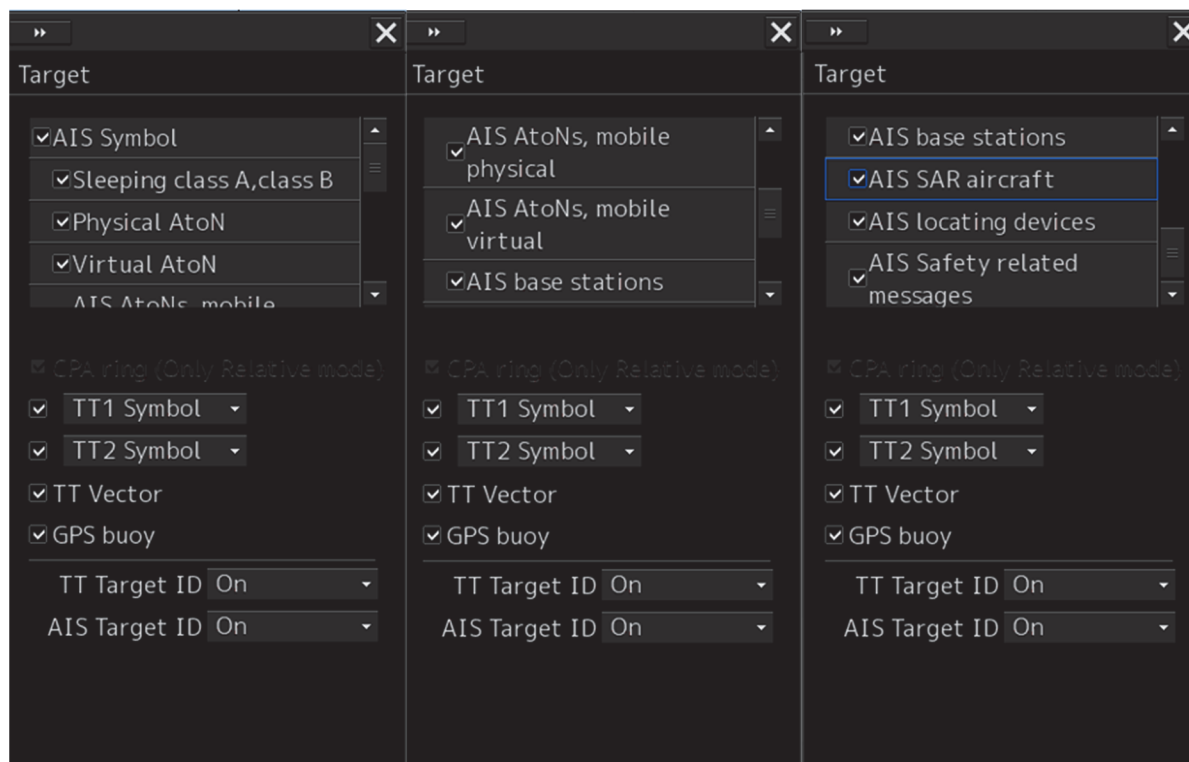 Target
AIS Symbol
Sleeping class A,class B
Physical AtoN
Virtual AtoN
AIS AtoNs, mobile
CPA ring (Only Relative mode)
TT1 Symbol
TT2 Symbol
TT Vector
GPS buoy
TT Target ID On
AIS Target ID On
Target
AIS AtoNs, mobile
physical
AIS AtoNs, mobile
virtual
AIS base stations
CPA ring (Only Relative mode)
TT1 Symbol
TT2 Symbol
TT Vector
GPS buoy
TT Target ID On
AIS Target ID On
Target
AIS base stations
AIS SAR aircraft
AIS locating devices
AIS Safety related
messages
CPA ring (Only Relative mode)
TT1 Symbol
TT2 Symbol
TT Vector
GPS buoy
TT Target ID On
AIS Target ID On